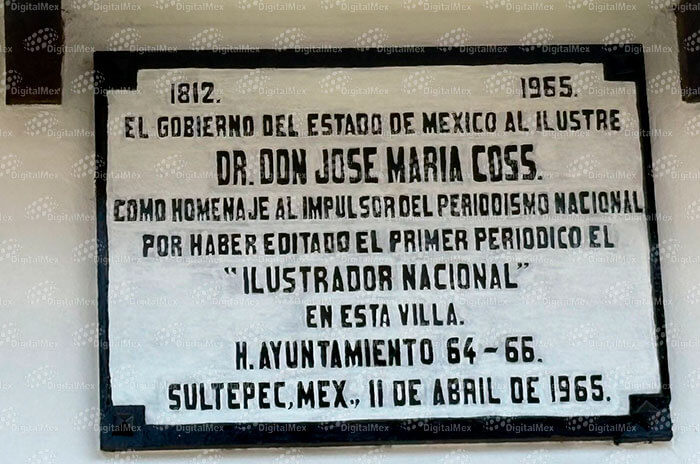 1812. 1965.
EL GOBIERNO DEL ESTADO DE MEXICO AL ILUSTRE
DR. DON JOSE MARIA COSS.
COMO HOMENAJE AL IMPULSOR DEL PERIODISMO NACIONAL
POR HABER EDITADO EL PRIMER PERIODICO EL
“ILUSTRADOR NACIONAL”
EN ESTA VILLA.
H. AYUNTAMIENTO 64-66.
SULTEPEC, MEX., 11 DE ABRIL DE 1965.
DigitalMex